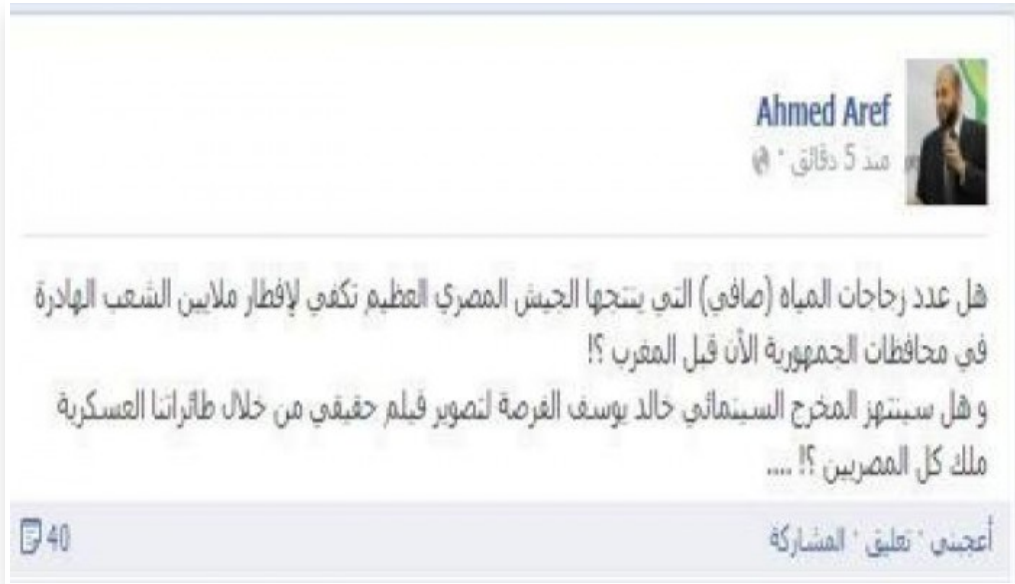 Ahmed Aref
منذ 5 دقائق ·
هل عدد زجاجات المياه (صافي) التي ينتجها الجيش المصري العظيم تكفي لإفطار ملايين الشعب الهادرة
في محافظات الجمهورية الأن قبل المغرب ؟!
و هل سينتهز المخرج السينمائي خالد يوسف الفرصة لتصوير فيلم حقيقي من خلال طائراتنا العسكرية
ملك كل المصريين ؟! ....
أعجبني · تعليق · المشاركة 40